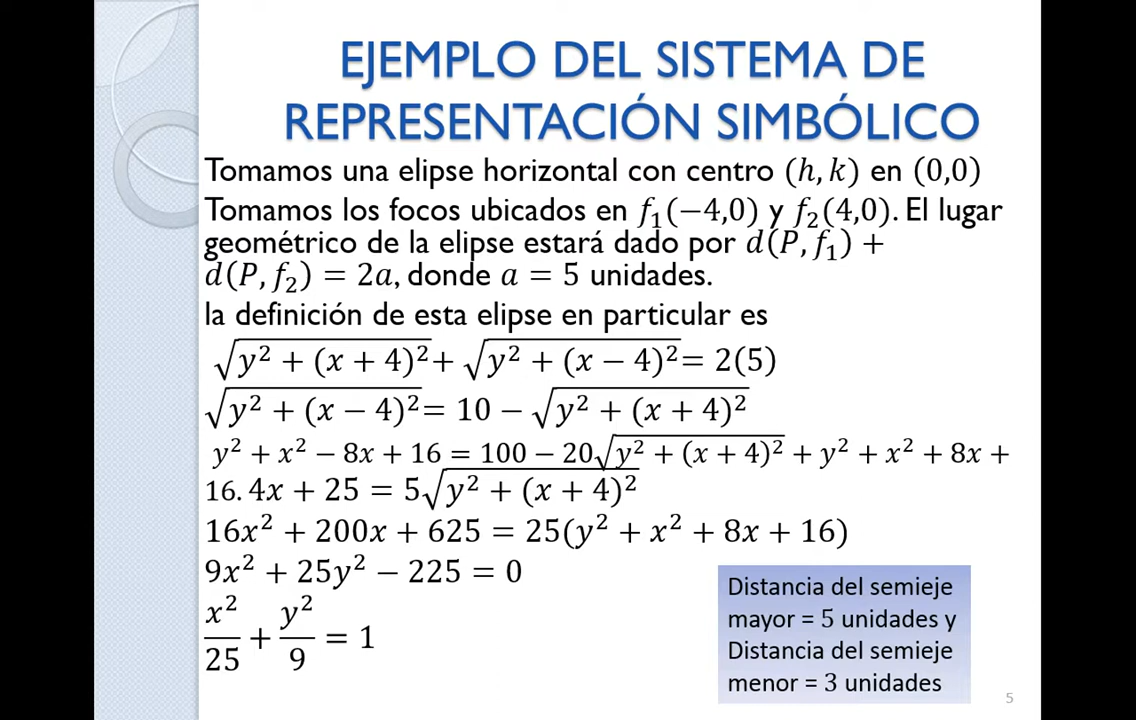 EJEMPLO DEL SISTEMA DE
REPRESENTACIÓN SIMBÓLICO
Tomamos una elipse horizontal con centro (h, k) en (0,0)
Tomamos los focos ubicados en f₁(−4,0) y f₂(4,0). El lugar
geométrico de la elipse estará dado por d(P, f₁) +
d(P, f₂) = 2a, donde a = 5 unidades.
la definición de esta elipse en particular es
√(y² + (x + 4)²) + √(y² + (x − 4)²) = 2(5)
√(y² + (x − 4)²) = 10 − √(y² + (x + 4)²)
y² + x² − 8x + 16 = 100 − 20√(y² + (x + 4)²) + y² + x² + 8x +
16. 4x + 25 = 5√(y² + (x + 4)²)
16x² + 200x + 625 = 25(y² + x² + 8x + 16)
9x² + 25y² − 225 = 0
x²/25 + y²/9 = 1
Distancia del semieje
mayor = 5 unidades y
Distancia del semieje
menor = 3 unidades
5